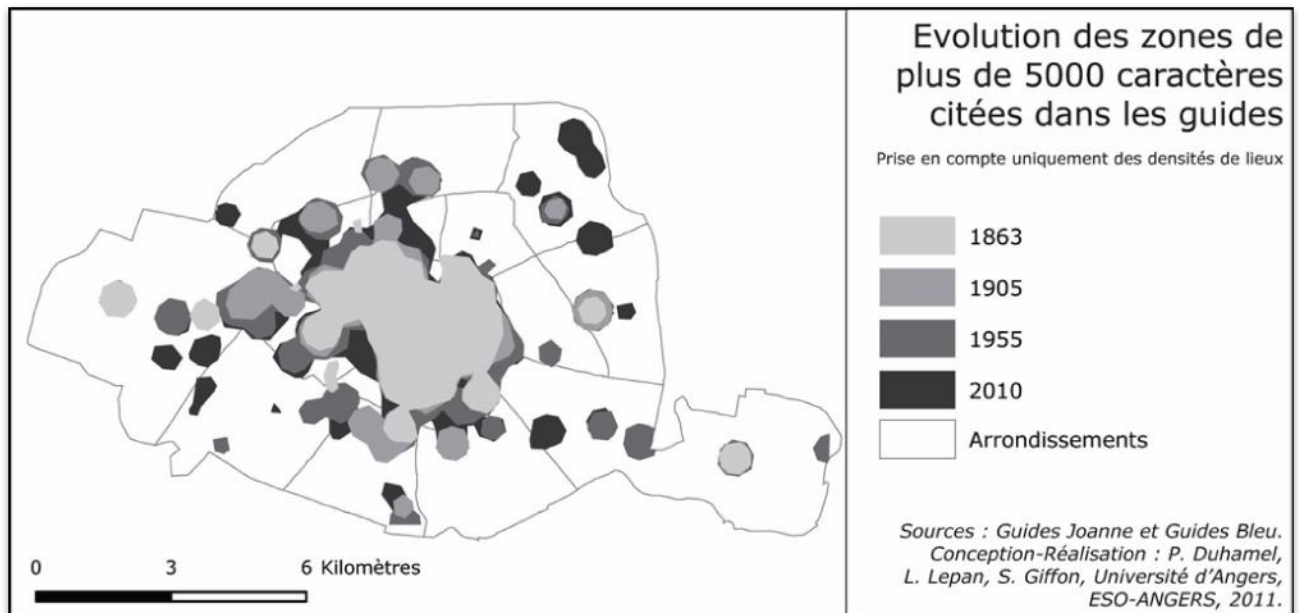 Evolution des zones de
plus de 5000 caractères
citées dans les guides
Prise en compte uniquement des densités de lieux
1863
1905
1955
2010
Arrondissements
Sources : Guides Joanne et Guides Bleu.
Conception-Réalisation : P. Duhamel,
L. Lepan, S. Giffon, Université d'Angers,
ESO-ANGERS, 2011.
0 3 6 Kilomètres